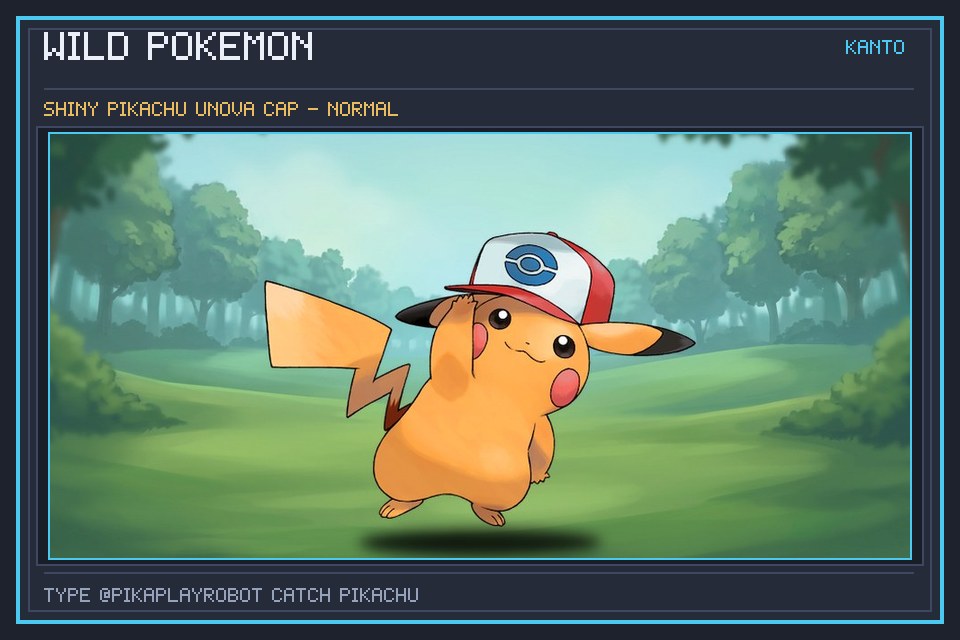 WILD POKEMON
KANTO
SHINY PIKACHU UNOVA CAP - NORMAL
TYPE @PIKAPLAYROBOT CATCH PIKACHU